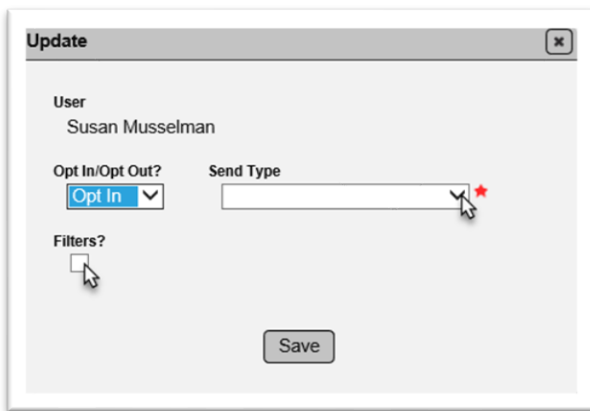 Update
User
Susan Musselman
Opt In/Opt Out? Send Type
Opt In
Filters?
Save